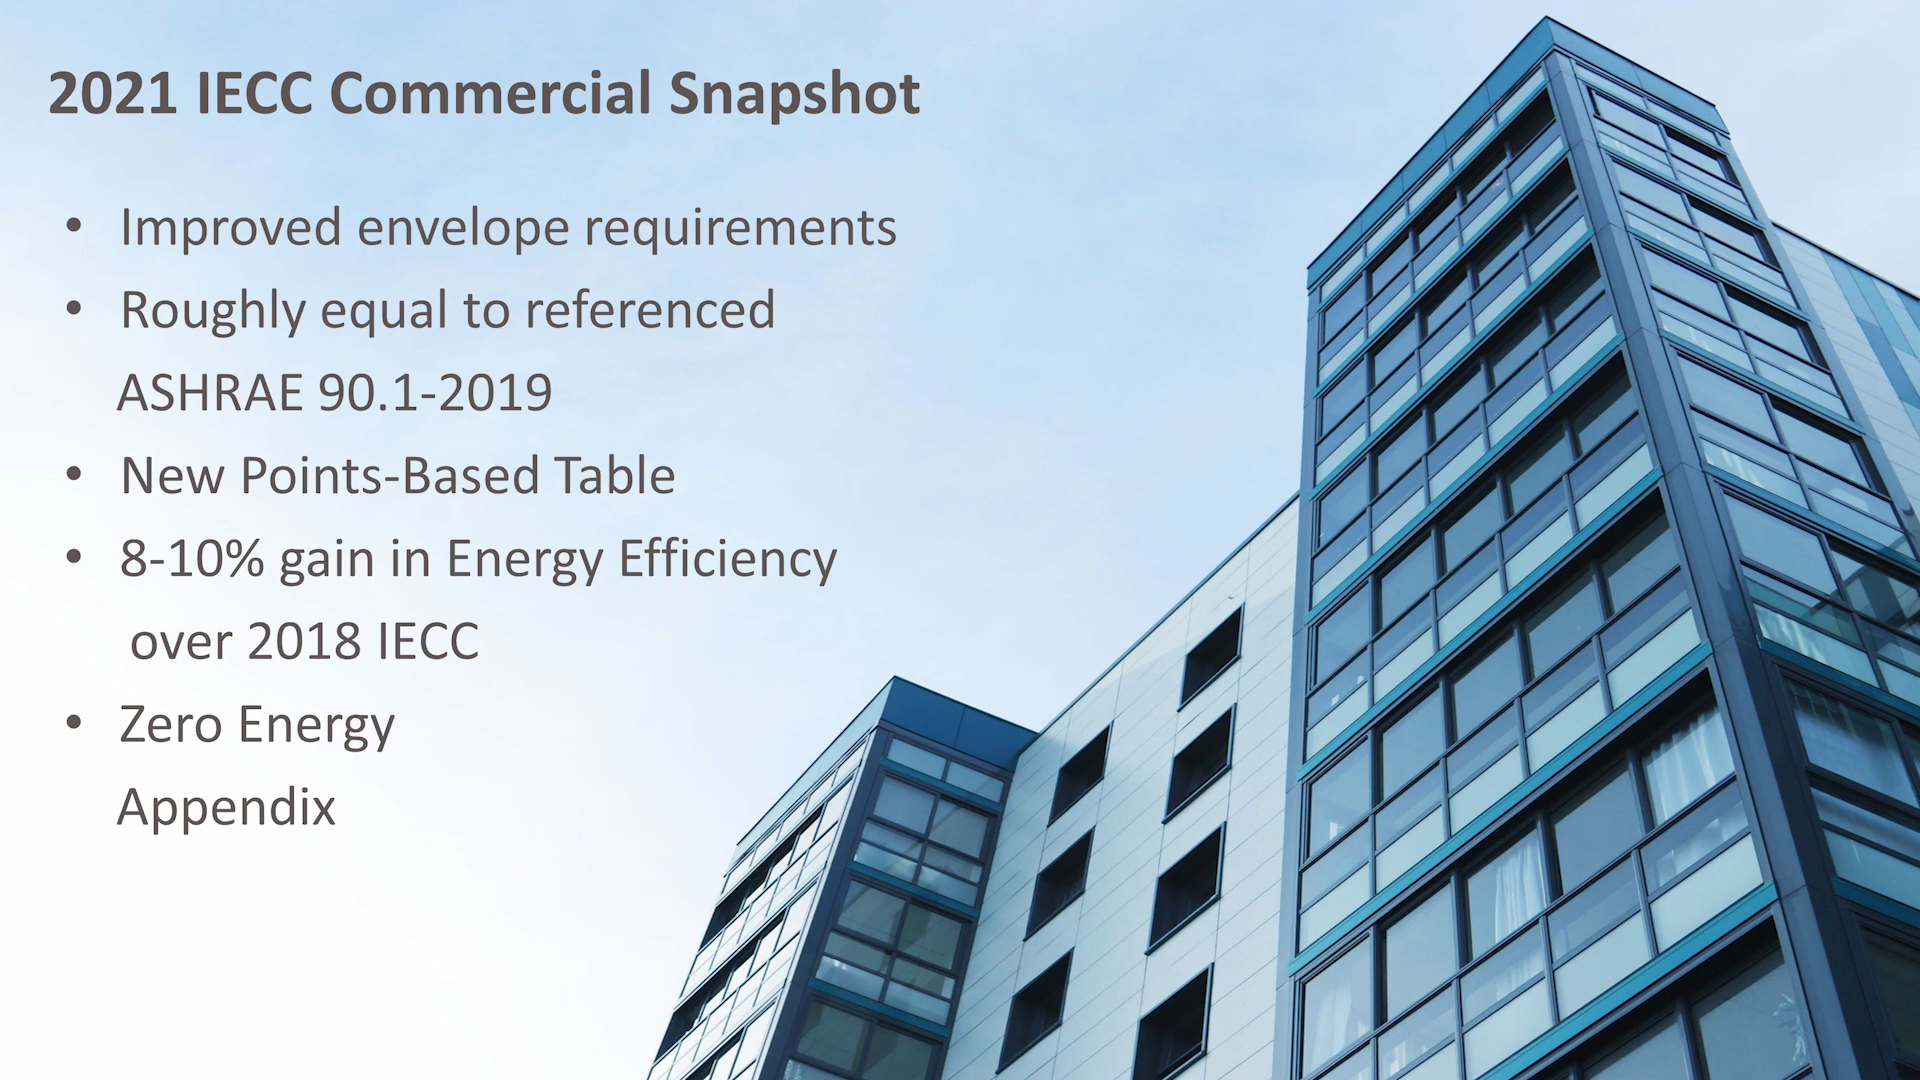 2021 IECC Commercial Snapshot
• Improved envelope requirements
• Roughly equal to referenced
ASHRAE 90.1-2019
• New Points-Based Table
• 8-10% gain in Energy Efficiency
over 2018 IECC
• Zero Energy
Appendix